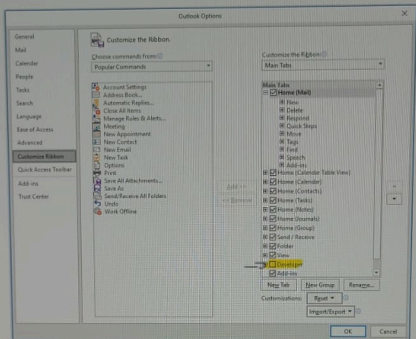 Outlook Options
General
Mail
Calendar
People
Tasks
Search
Language
Ease of Access
Advanced
Customize Ribbon
Quick Access Toolbar
Add-ins
Trust Center
Customize the Ribbon.
Choose commands from:
Popular Commands
Account Settings
Address Book...
Automatic Replies...
Close All Items
Manage Rules & Alerts...
Meeting
New Appointment
New Contact
New Email
New Task
Options
Print
Save All Attachments...
Save As
Send/Receive All Folders
Undo
Work Offline
Add >>
<< Remove
Customize the Ribbon:
Main Tabs
Main Tabs
Home (Mail)
New
Delete
Respond
Quick Steps
Move
Tags
Find
Speech
Add-ins
Home (Calendar Table View)
Home (Calendar)
Home (Contacts)
Home (Tasks)
Home (Notes)
Home (Journals)
Home (Group)
Send / Receive
Folder
View
Developer
Add-ins
New Tab
New Group
Rename...
Customizations:
Reset
Import/Export
OK
Cancel